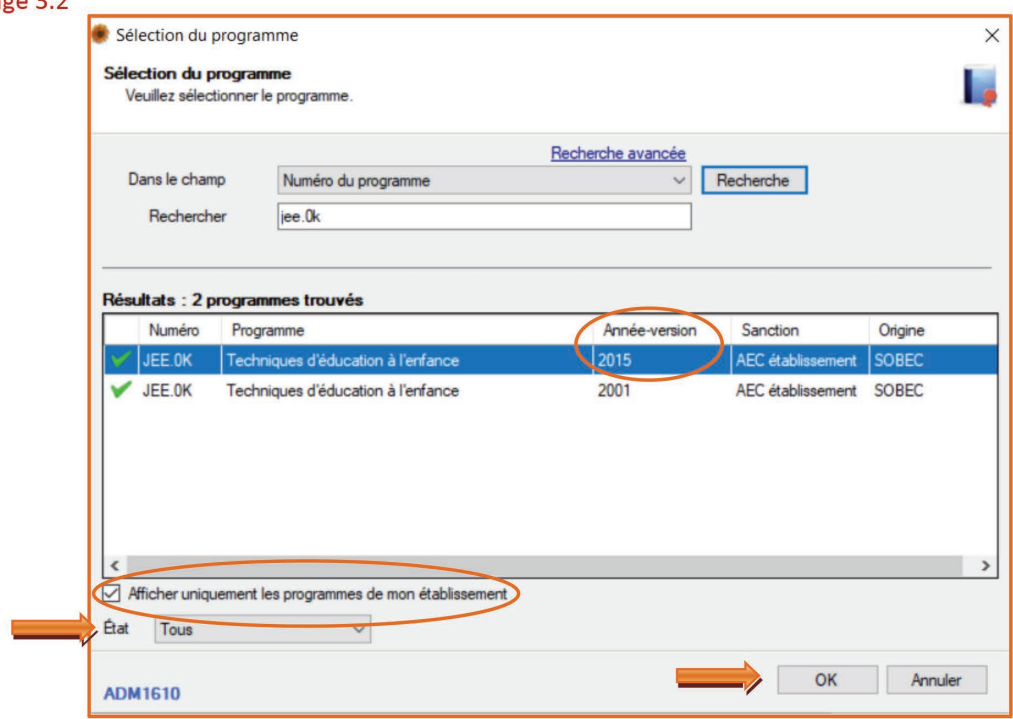 ge 3.2
Sélection du programme
Sélection du programme
Veuillez sélectionner le programme.
Recherche avancée
Dans le champ Numéro du programme Recherche
Rechercher jee.0k
Résultats : 2 programmes trouvés
Numéro Programme Année-version Sanction Origine
JEE.0K Techniques d'éducation à l'enfance 2015 AEC établissement SOBEC
JEE.0K Techniques d'éducation à l'enfance 2001 AEC établissement SOBEC
Afficher uniquement les programmes de mon établissement
État Tous
OK Annuler
ADM1610